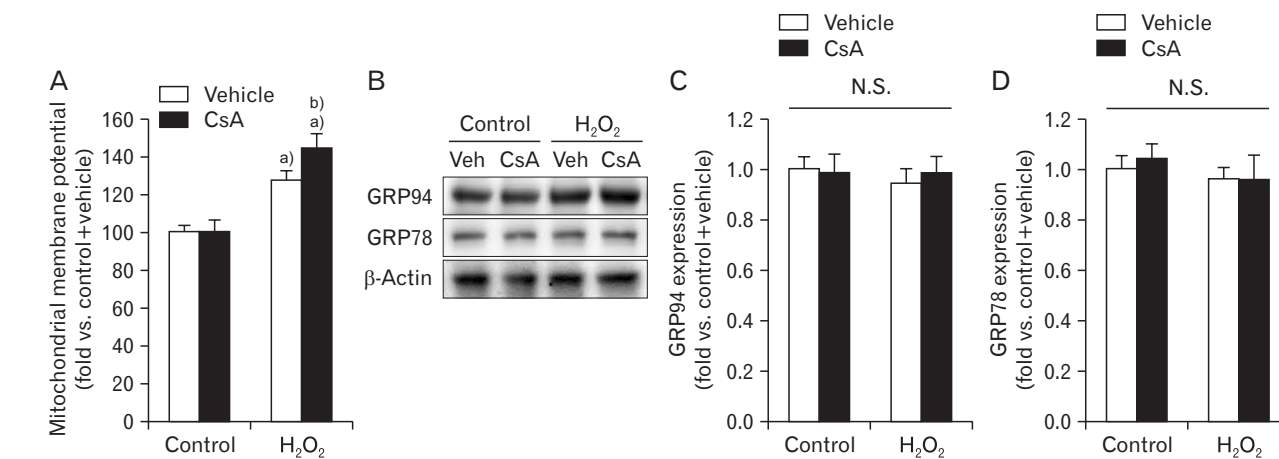 A
Mitochondrial membrane potential
(fold vs. control+vehicle)
Vehicle
CsA
160
140
120
100
80
60
40
20
0
a)
b)
a)
Control
H₂O₂
B
Control H₂O₂
Veh CsA Veh CsA
GRP94
GRP78
β-Actin
C
Vehicle
CsA
N.S.
GRP94 expression
(fold vs. control+vehicle)
1.2
1.0
0.8
0.6
0.4
0.2
0.0
Control
H₂O₂
D
Vehicle
CsA
N.S.
GRP78 expression
(fold vs. control+vehicle)
1.2
1.0
0.8
0.6
0.4
0.2
0.0
Control
H₂O₂